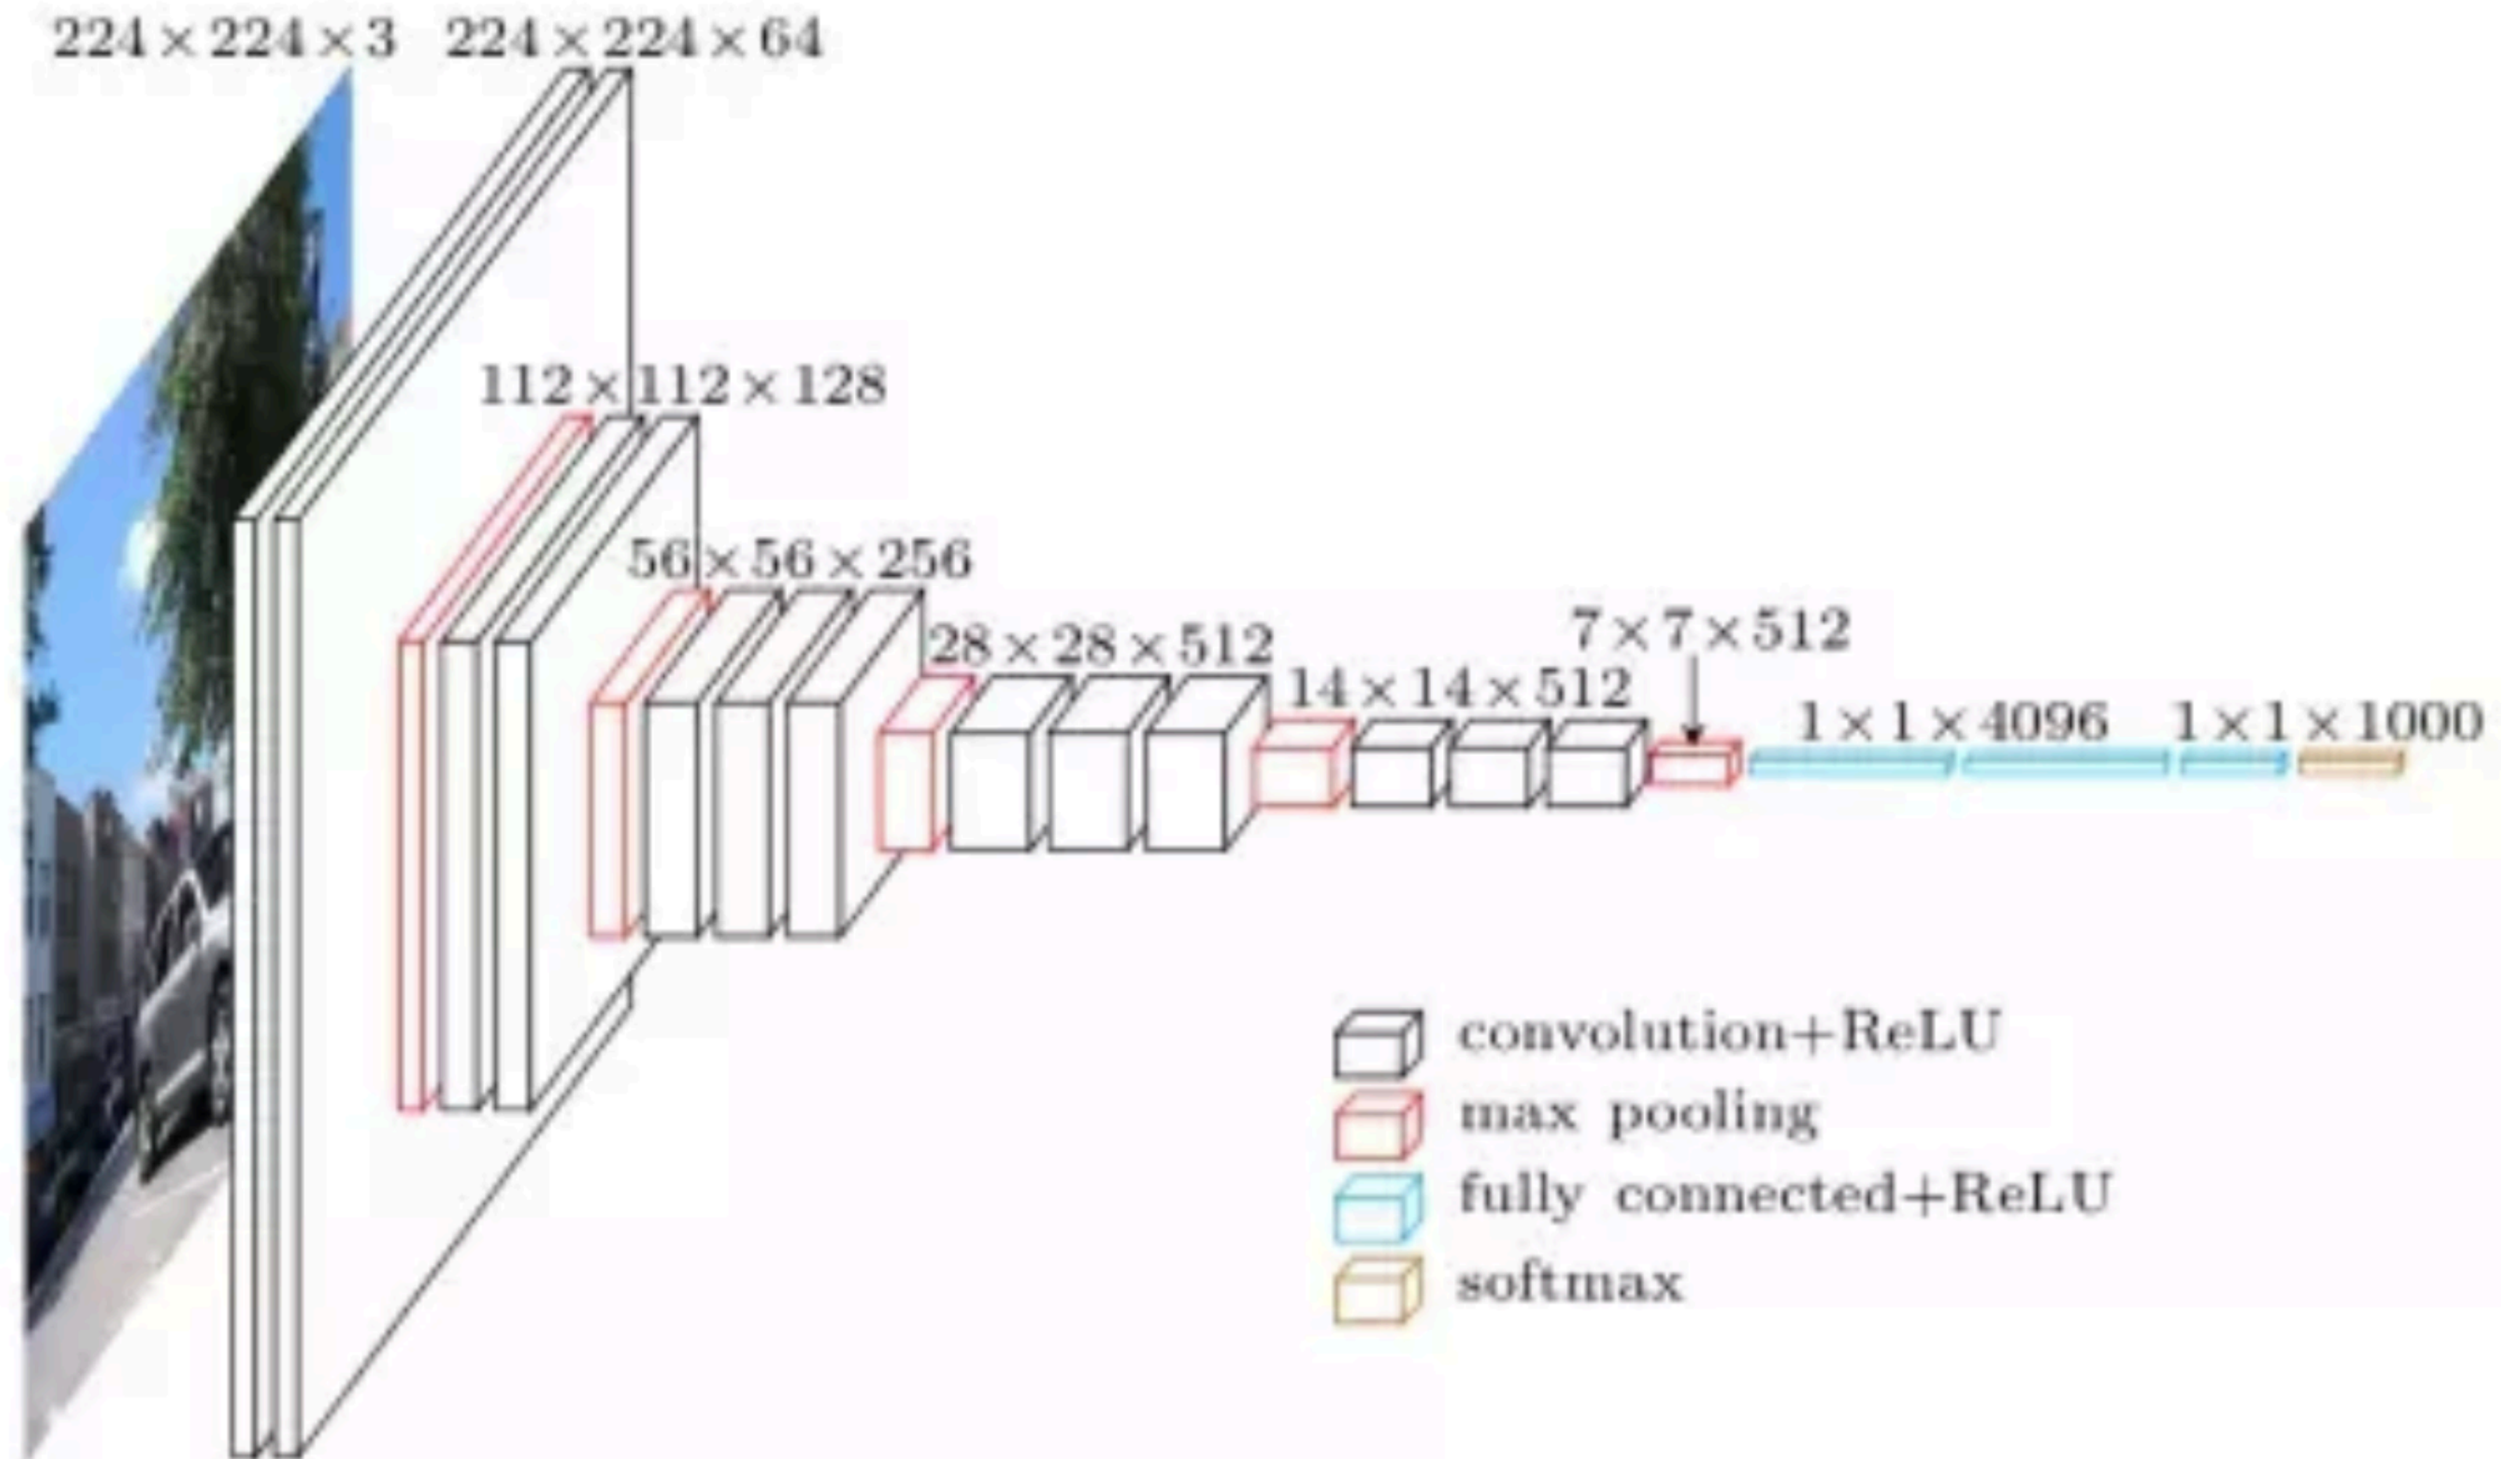 224×224×3
224×224×64
112×112×128
56×56×256
28×28×512
14×14×512
7×7×512
1×1×4096
1×1×1000
convolution+ReLU
max pooling
fully connected+ReLU
softmax